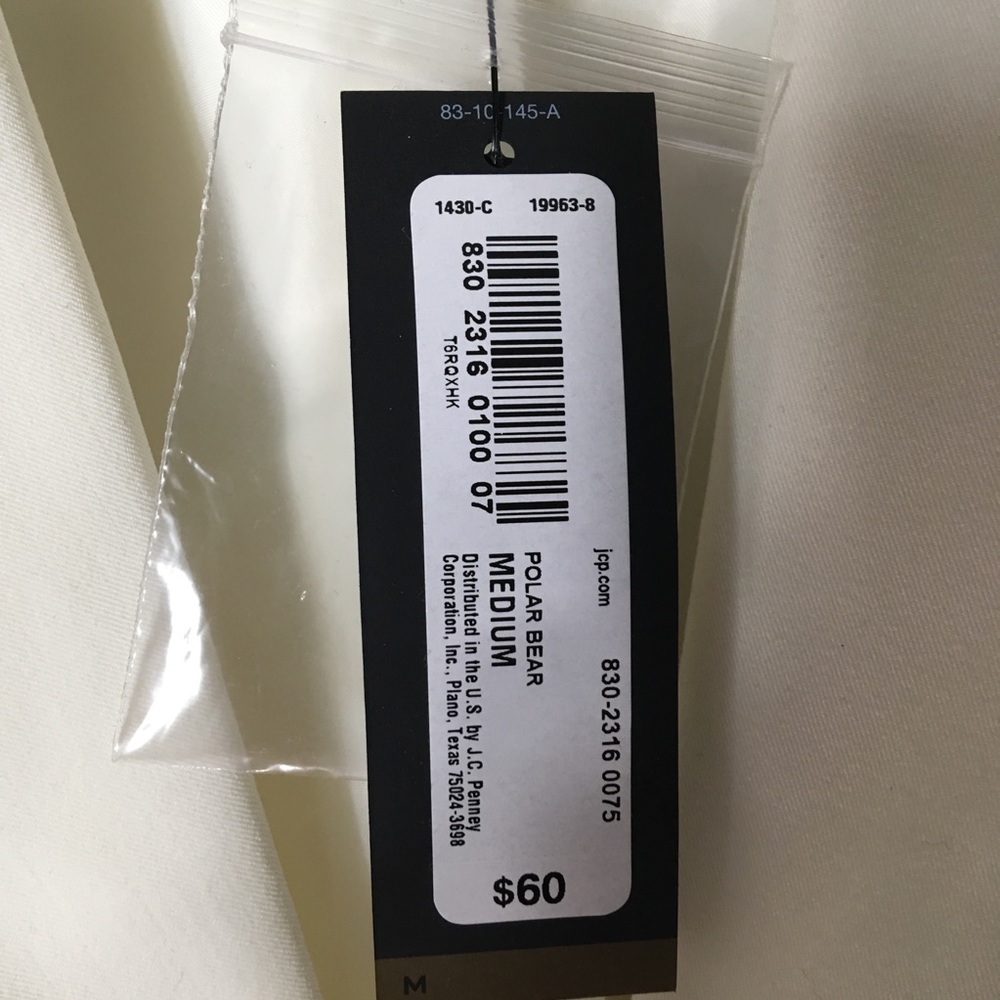 83-10-145-A
1430-C 19963-8
830 2316 0100 07
T6RQXHK
jcp.com 830-2316 0075
POLAR BEAR
MEDIUM
Distributed in the U.S. by J.C. Penney
Corporation, Inc., Plano, Texas 75024-3698
$60
M